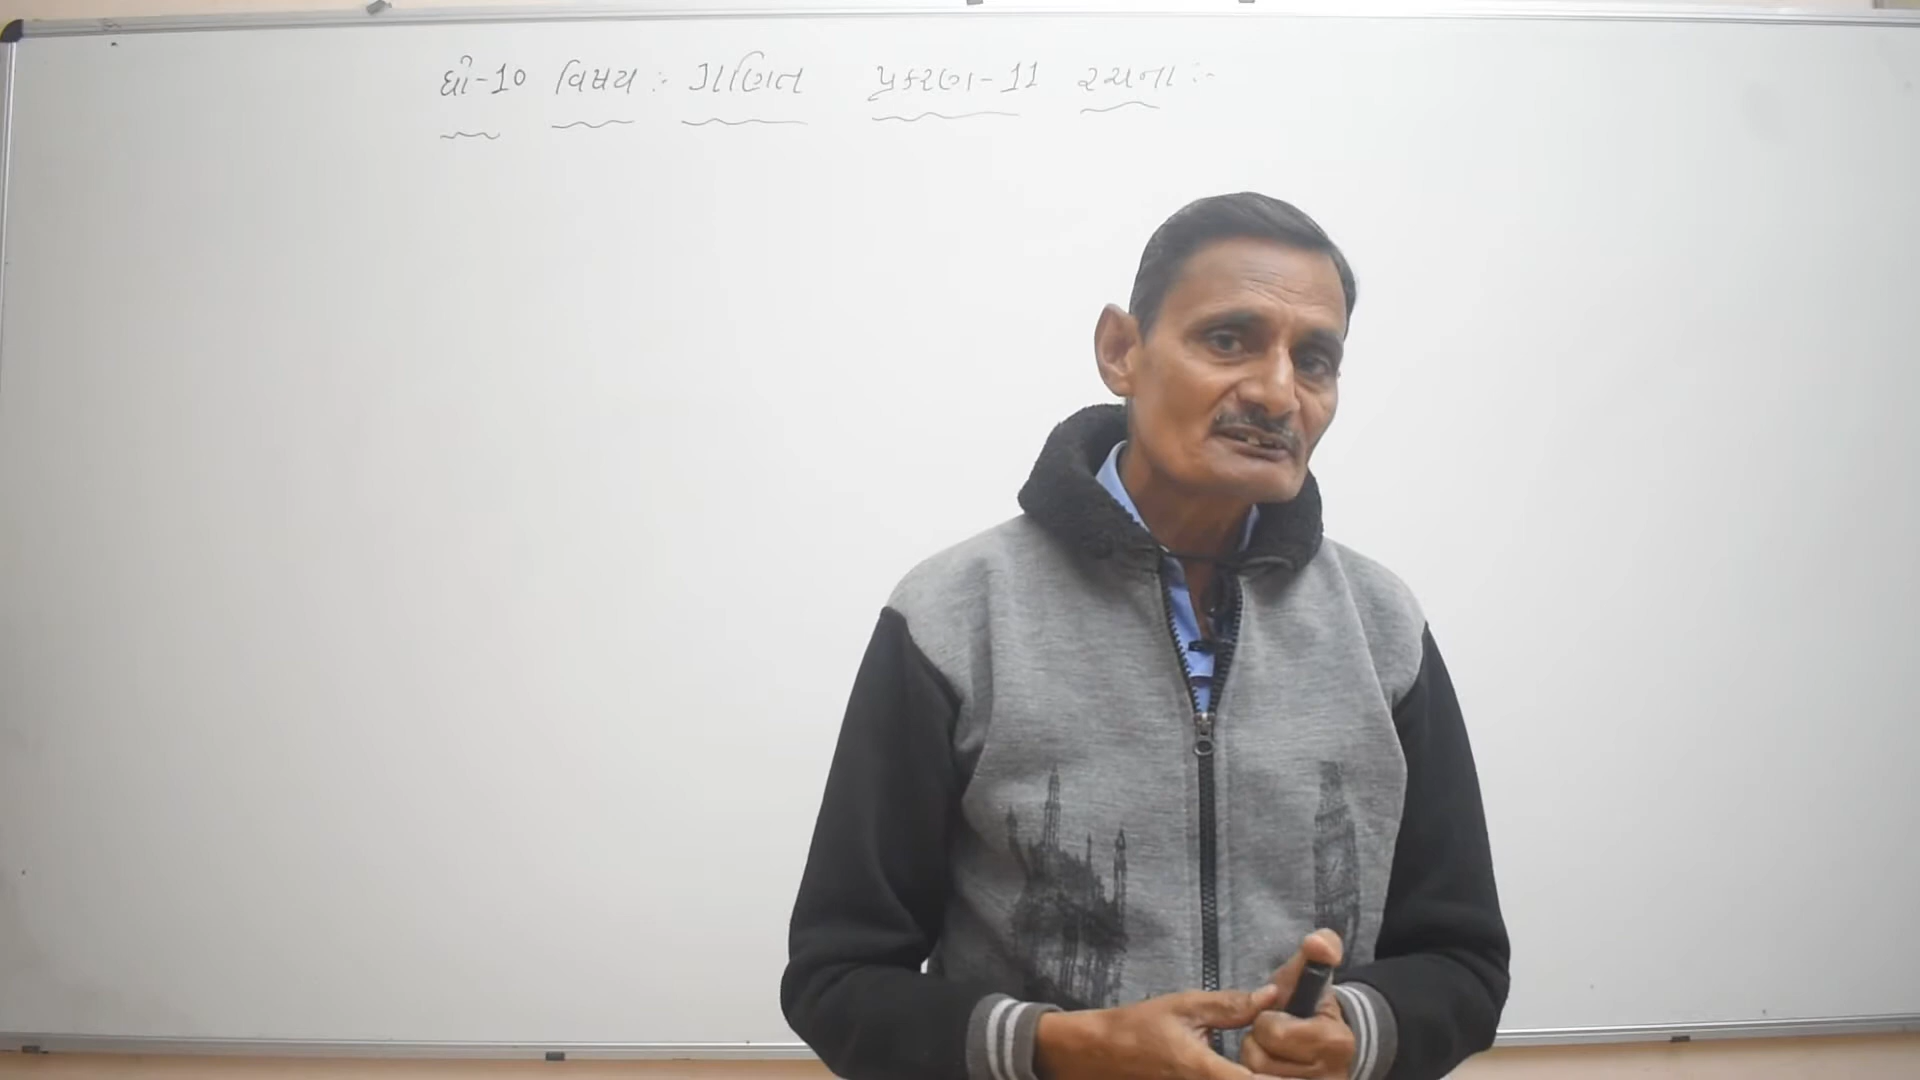 ધો-10 વિષય :- ગણિત પ્રકરણ-11 રચના :-